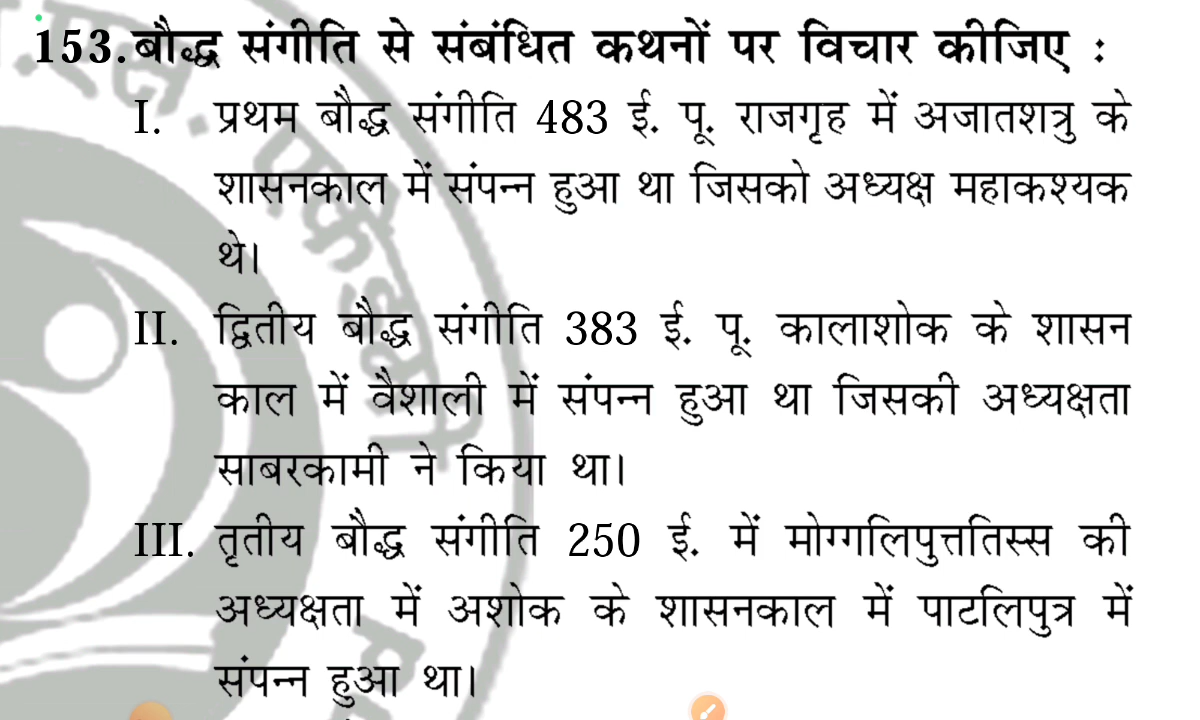 153. बौद्ध संगीति से संबंधित कथनों पर विचार कीजिए :
I. प्रथम बौद्ध संगीति 483 ई. पू. राजगृह में अजातशत्रु के
शासनकाल में संपन्न हुआ था जिसको अध्यक्ष महाकश्यक
थे।
II. द्वितीय बौद्ध संगीति 383 ई. पू. कालाशोक के शासन
काल में वैशाली में संपन्न हुआ था जिसकी अध्यक्षता
साबरकामी ने किया था।
III. तृतीय बौद्ध संगीति 250 ई. में मोग्गलिपुत्ततिस्स की
अध्यक्षता में अशोक के शासनकाल में पाटलिपुत्र में
संपन्न हुआ था।